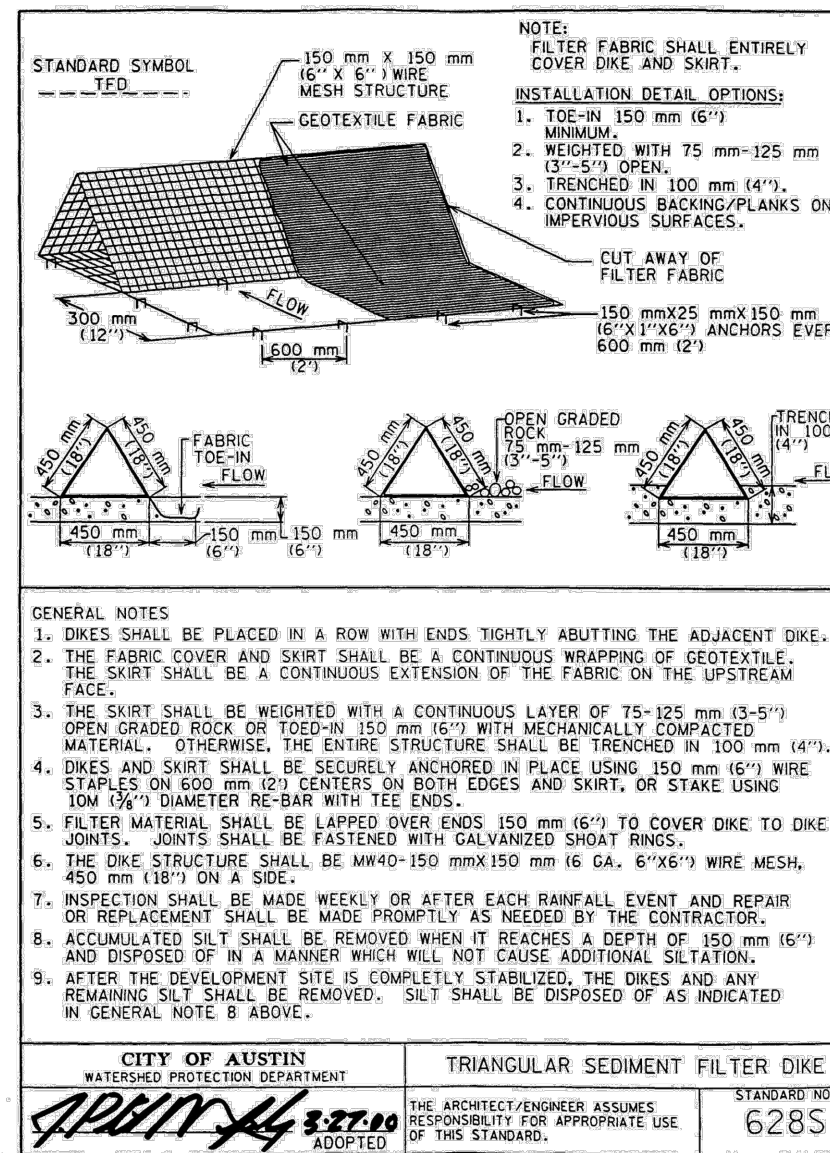 STANDARD SYMBOL
TFD
150 mm X 150 mm
(6'' X 6'') WIRE
MESH STRUCTURE
GEOTEXTILE FABRIC
NOTE:
FILTER FABRIC SHALL ENTIRELY
COVER DIKE AND SKIRT.
INSTALLATION DETAIL OPTIONS:
1. TOE-IN 150 mm (6'')
MINIMUM.
2. WEIGHTED WITH 75 mm-125 mm
(3''-5'') OPEN.
3. TRENCHED IN 100 mm (4'').
4. CONTINUOUS BACKING/PLANKS ON
IMPERVIOUS SURFACES.
CUT AWAY OF
FILTER FABRIC
150 mmX25 mmX150 mm
(6''X1''X6'') ANCHORS EVER
600 mm (2')
FLOW
300 mm
(12'')
600 mm
(2')
450 mm
(18'')
450 mm
(18'')
FABRIC
TOE-IN
FLOW
450 mm
(18'')
150 mm
(6'')
150 mm
(6'')
450 mm
(18'')
450 mm
(18'')
OPEN GRADED
ROCK
75 mm-125 mm
(3''-5'')
FLOW
450 mm
(18'')
450 mm
(18'')
450 mm
(18'')
TRENCH
IN 100
(4'')
FL
450 mm
(18'')
GENERAL NOTES
1. DIKES SHALL BE PLACED IN A ROW WITH ENDS TIGHTLY ABUTTING THE ADJACENT DIKE.
2. THE FABRIC COVER AND SKIRT SHALL BE A CONTINUOUS WRAPPING OF GEOTEXTILE.
THE SKIRT SHALL BE A CONTINUOUS EXTENSION OF THE FABRIC ON THE UPSTREAM
FACE.
3. THE SKIRT SHALL BE WEIGHTED WITH A CONTINUOUS LAYER OF 75-125 mm (3-5'')
OPEN GRADED ROCK OR TOED-IN 150 mm (6'') WITH MECHANICALLY COMPACTED
MATERIAL. OTHERWISE, THE ENTIRE STRUCTURE SHALL BE TRENCHED IN 100 mm (4'').
4. DIKES AND SKIRT SHALL BE SECURELY ANCHORED IN PLACE USING 150 mm (6'') WIRE
STAPLES ON 600 mm (2') CENTERS ON BOTH EDGES AND SKIRT, OR STAKE USING
10M (3/8'') DIAMETER RE-BAR WITH TEE ENDS.
5. FILTER MATERIAL SHALL BE LAPPED OVER ENDS 150 mm (6'') TO COVER DIKE TO DIKE
JOINTS. JOINTS SHALL BE FASTENED WITH GALVANIZED SHOAT RINGS.
6. THE DIKE STRUCTURE SHALL BE MW40-150 mmX150 mm (6 GA. 6''X6'') WIRE MESH,
450 mm (18'') ON A SIDE.
7. INSPECTION SHALL BE MADE WEEKLY OR AFTER EACH RAINFALL EVENT AND REPAIR
OR REPLACEMENT SHALL BE MADE PROMPTLY AS NEEDED BY THE CONTRACTOR.
8. ACCUMULATED SILT SHALL BE REMOVED WHEN IT REACHES A DEPTH OF 150 mm (6'')
AND DISPOSED OF IN A MANNER WHICH WILL NOT CAUSE ADDITIONAL SILTATION.
9. AFTER THE DEVELOPMENT SITE IS COMPLETLY STABILIZED, THE DIKES AND ANY
REMAINING SILT SHALL BE REMOVED. SILT SHALL BE DISPOSED OF AS INDICATED
IN GENERAL NOTE 8 ABOVE.
CITY OF AUSTIN
WATERSHED PROTECTION DEPARTMENT
TRIANGULAR SEDIMENT FILTER DIKE
3-27-00
ADOPTED
THE ARCHITECT/ENGINEER ASSUMES
RESPONSIBILITY FOR APPROPRIATE USE
OF THIS STANDARD.
STANDARD NO
628S